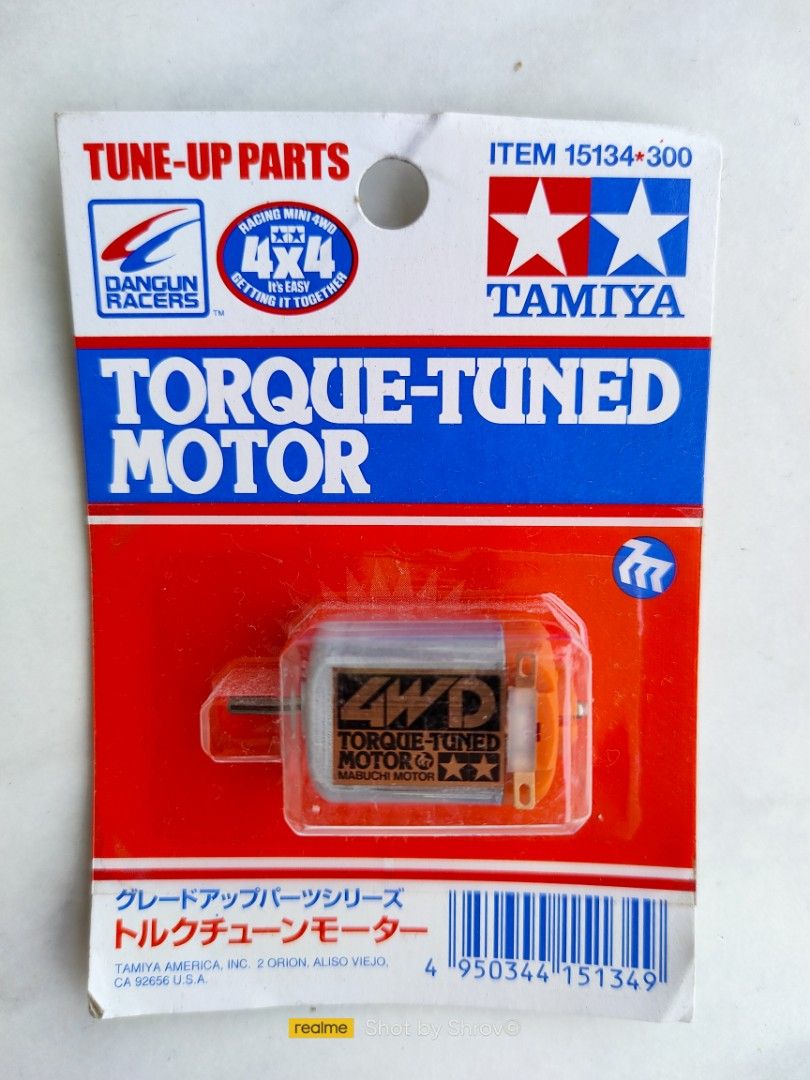 TUNE-UP PARTS
ITEM 15134*300
DANGUN
RACERS
TM
RACING MINI 4WD
4x4
It's EASY
GETTING IT TOGETHER
TAMIYA
TORQUE-TUNED
MOTOR
4WD
TORQUE-TUNED
MOTOR
MABUCHI MOTOR
グレードアップパーツシリーズ
トルクチューンモーター
TAMIYA AMERICA, INC. 2 ORION, ALISO VIEJO,
CA 92656 U.S.A.
4 950344 151349
realme Shot by Shrov©